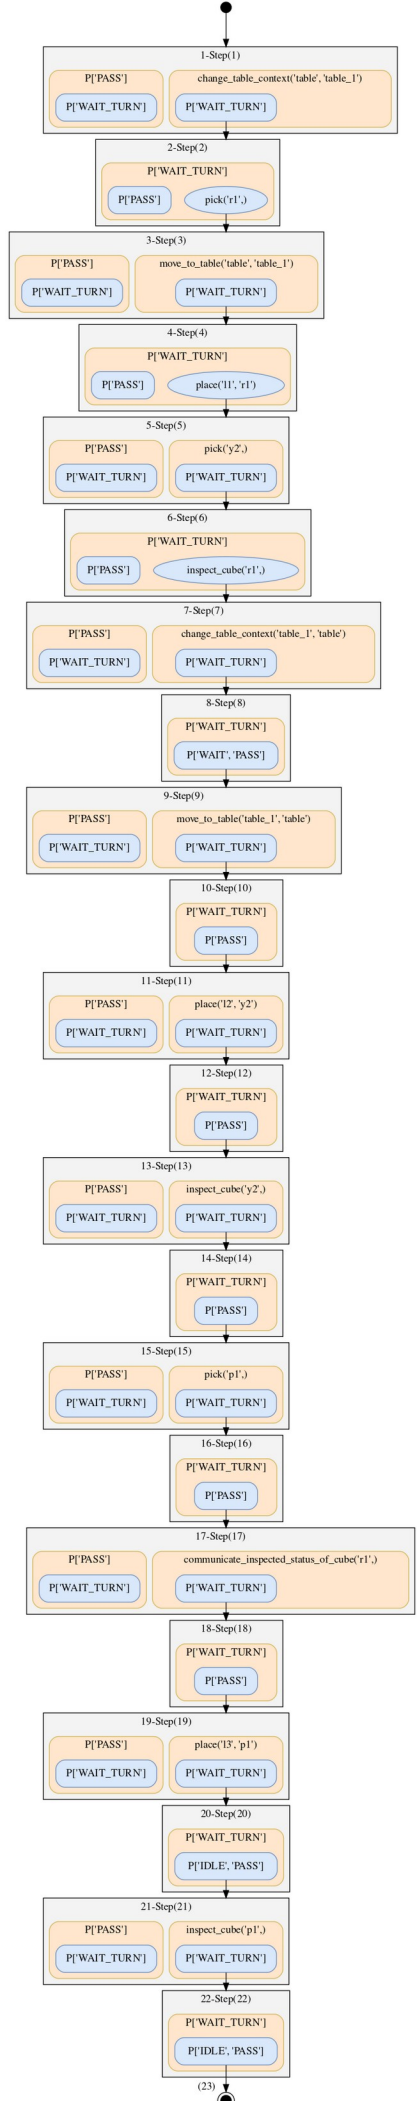 1-Step(1)
P['PASS'] change_table_context('table', 'table_1')
P['WAIT_TURN'] P['WAIT_TURN']
2-Step(2)
P['WAIT_TURN']
P['PASS'] pick('r1',)
3-Step(3)
P['PASS'] move_to_table('table', 'table_1')
P['WAIT_TURN'] P['WAIT_TURN']
4-Step(4)
P['WAIT_TURN']
P['PASS'] place('l1', 'r1')
5-Step(5)
P['PASS'] pick('y2',)
P['WAIT_TURN'] P['WAIT_TURN']
6-Step(6)
P['WAIT_TURN']
P['PASS'] inspect_cube('r1',)
7-Step(7)
P['PASS'] change_table_context('table_1', 'table')
P['WAIT_TURN'] P['WAIT_TURN']
8-Step(8)
P['WAIT_TURN']
P['WAIT', 'PASS']
9-Step(9)
P['PASS'] move_to_table('table_1', 'table')
P['WAIT_TURN'] P['WAIT_TURN']
10-Step(10)
P['WAIT_TURN']
P['PASS']
11-Step(11)
P['PASS'] place('l2', 'y2')
P['WAIT_TURN'] P['WAIT_TURN']
12-Step(12)
P['WAIT_TURN']
P['PASS']
13-Step(13)
P['PASS'] inspect_cube('y2',)
P['WAIT_TURN'] P['WAIT_TURN']
14-Step(14)
P['WAIT_TURN']
P['PASS']
15-Step(15)
P['PASS'] pick('p1',)
P['WAIT_TURN'] P['WAIT_TURN']
16-Step(16)
P['WAIT_TURN']
P['PASS']
17-Step(17)
P['PASS'] communicate_inspected_status_of_cube('r1',)
P['WAIT_TURN'] P['WAIT_TURN']
18-Step(18)
P['WAIT_TURN']
P['PASS']
19-Step(19)
P['PASS'] place('l3', 'p1')
P['WAIT_TURN'] P['WAIT_TURN']
20-Step(20)
P['WAIT_TURN']
P['IDLE', 'PASS']
21-Step(21)
P['PASS'] inspect_cube('p1',)
P['WAIT_TURN'] P['WAIT_TURN']
22-Step(22)
P['WAIT_TURN']
P['IDLE', 'PASS']
(23)